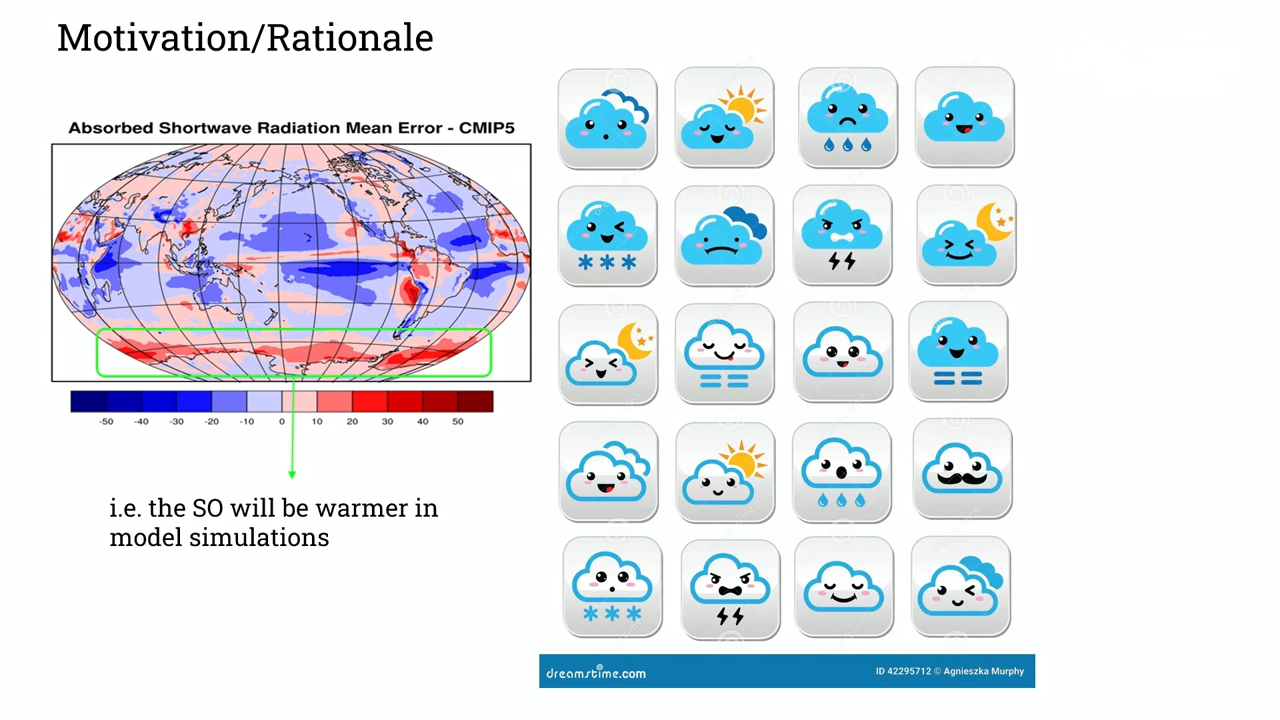 Motivation/Rationale
Absorbed Shortwave Radiation Mean Error - CMIP5
-50 -40 -30 -20 -10 0 10 20 30 40 50
i.e. the SO will be warmer in
model simulations
dreamstime.com
ID 42295712 © Agnieszka Murphy